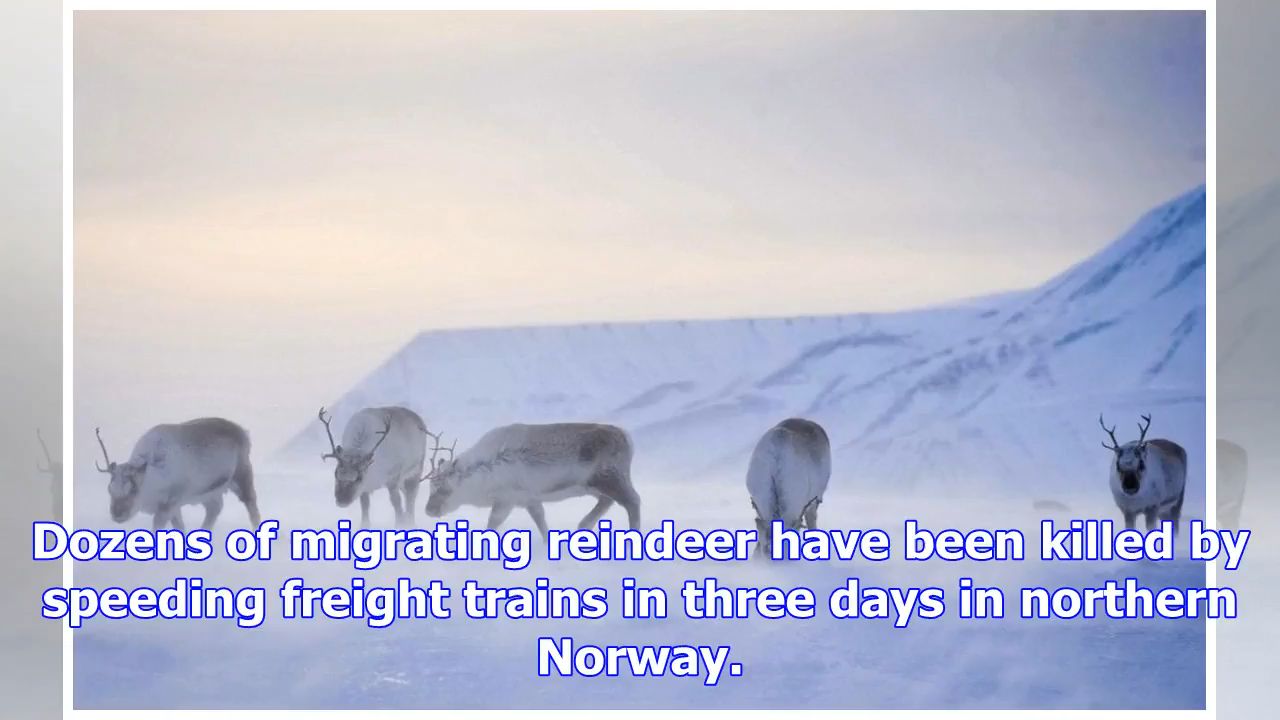 Dozens of migrating reindeer have been killed by
speeding freight trains in three days in northern
Norway.